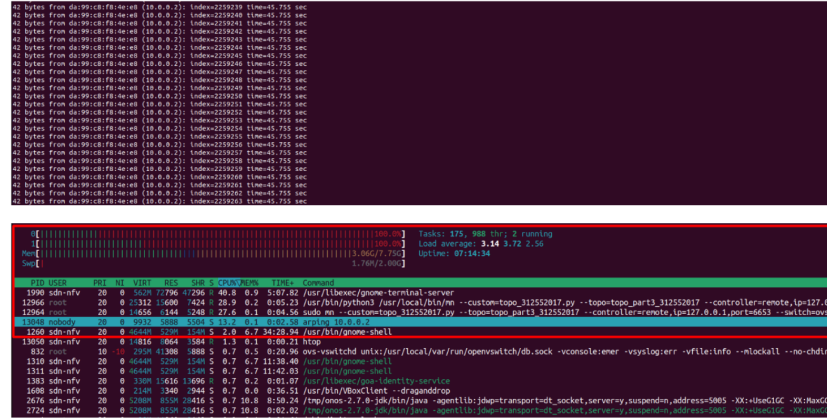 42 bytes from da:99:c8:f8:4e:e8 (10.0.0.2): index=2259239 time=45.755 sec
42 bytes from da:99:c8:f8:4e:e8 (10.0.0.2): index=2259240 time=45.755 sec
42 bytes from da:99:c8:f8:4e:e8 (10.0.0.2): index=2259241 time=45.755 sec
42 bytes from da:99:c8:f8:4e:e8 (10.0.0.2): index=2259242 time=45.755 sec
42 bytes from da:99:c8:f8:4e:e8 (10.0.0.2): index=2259243 time=45.755 sec
42 bytes from da:99:c8:f8:4e:e8 (10.0.0.2): index=2259244 time=45.755 sec
42 bytes from da:99:c8:f8:4e:e8 (10.0.0.2): index=2259245 time=45.755 sec
42 bytes from da:99:c8:f8:4e:e8 (10.0.0.2): index=2259246 time=45.755 sec
42 bytes from da:99:c8:f8:4e:e8 (10.0.0.2): index=2259247 time=45.755 sec
42 bytes from da:99:c8:f8:4e:e8 (10.0.0.2): index=2259248 time=45.755 sec
42 bytes from da:99:c8:f8:4e:e8 (10.0.0.2): index=2259249 time=45.755 sec
42 bytes from da:99:c8:f8:4e:e8 (10.0.0.2): index=2259250 time=45.755 sec
42 bytes from da:99:c8:f8:4e:e8 (10.0.0.2): index=2259251 time=45.755 sec
42 bytes from da:99:c8:f8:4e:e8 (10.0.0.2): index=2259252 time=45.755 sec
42 bytes from da:99:c8:f8:4e:e8 (10.0.0.2): index=2259253 time=45.755 sec
42 bytes from da:99:c8:f8:4e:e8 (10.0.0.2): index=2259254 time=45.755 sec
42 bytes from da:99:c8:f8:4e:e8 (10.0.0.2): index=2259255 time=45.755 sec
42 bytes from da:99:c8:f8:4e:e8 (10.0.0.2): index=2259256 time=45.755 sec
42 bytes from da:99:c8:f8:4e:e8 (10.0.0.2): index=2259257 time=45.755 sec
42 bytes from da:99:c8:f8:4e:e8 (10.0.0.2): index=2259258 time=45.755 sec
42 bytes from da:99:c8:f8:4e:e8 (10.0.0.2): index=2259259 time=45.755 sec
42 bytes from da:99:c8:f8:4e:e8 (10.0.0.2): index=2259260 time=45.755 sec
42 bytes from da:99:c8:f8:4e:e8 (10.0.0.2): index=2259261 time=45.755 sec
42 bytes from da:99:c8:f8:4e:e8 (10.0.0.2): index=2259262 time=45.755 sec
42 bytes from da:99:c8:f8:4e:e8 (10.0.0.2): index=2259263 time=45.755 sec
0[100.0%] Tasks: 175, 988 thr; 2 running
1[100.0%] Load average: 3.14 3.72 2.56
Mem[3.06G/7.75G] Uptime: 07:14:34
Swp[1.76M/2.00G]
PID USER PRI NI VIRT RES SHR S CPU% MEM% TIME+ Command
1990 sdn-nfv 20 0 562M 72796 47296 R 40.8 0.9 5:07.82 /usr/libexec/gnome-terminal-server
12966 root 20 0 25312 15600 7424 R 28.9 0.2 0:05.23 /usr/bin/python3 /usr/local/bin/mn --custom=topo_312552017.py --topo=topo_part3_312552017 --controller=remote,ip=127.0
12964 root 20 0 14656 6144 5248 R 27.6 0.1 0:04.56 sudo mn --custom=topo_312552017.py --topo=topo_part3_312552017 --controller=remote,ip=127.0.0.1,port=6653 --switch=ovs
13048 nobody 20 0 9932 5888 5504 S 13.2 0.1 0:02.58 arping 10.0.0.2
1260 sdn-nfv 20 0 4644M 529M 154M S 2.0 6.7 34:28.94 /usr/bin/gnome-shell
13050 sdn-nfv 20 0 14816 8064 3584 R 1.3 0.1 0:00.21 htop
832 root 10 -10 295M 41308 5888 S 0.7 0.5 0:20.96 ovs-vswitchd unix:/usr/local/var/run/openvswitch/db.sock -vconsole:emer -vsyslog:err -vfile:info --mlockall --no-chdi
1310 sdn-nfv 20 0 4644M 529M 154M S 0.7 6.7 11:38.40 /usr/bin/gnome-shell
1311 sdn-nfv 20 0 4644M 529M 154M S 0.7 6.7 11:42.03 /usr/bin/gnome-shell
1383 sdn-nfv 20 0 330M 15616 13696 R 0.7 0.2 0:01.07 /usr/libexec/goa-identity-service
1608 sdn-nfv 20 0 214M 3340 2944 S 0.7 0.0 0:36.51 /usr/bin/VBoxClient --draganddrop
2676 sdn-nfv 20 0 5208M 855M 28416 S 0.7 10.8 8:50.24 /tmp/onos-2.7.0-jdk/bin/java -agentlib:jdwp=transport=dt_socket,server=y,suspend=n,address=5005 -XX:+UseG1GC -XX:MaxG
2724 sdn-nfv 20 0 5208M 855M 28416 S 0.7 10.8 0:02.02 /tmp/onos-2.7.0-jdk/bin/java -agentlib:jdwp=transport=dt_socket,server=y,suspend=n,address=5005 -XX:+UseG1GC -XX:MaxG